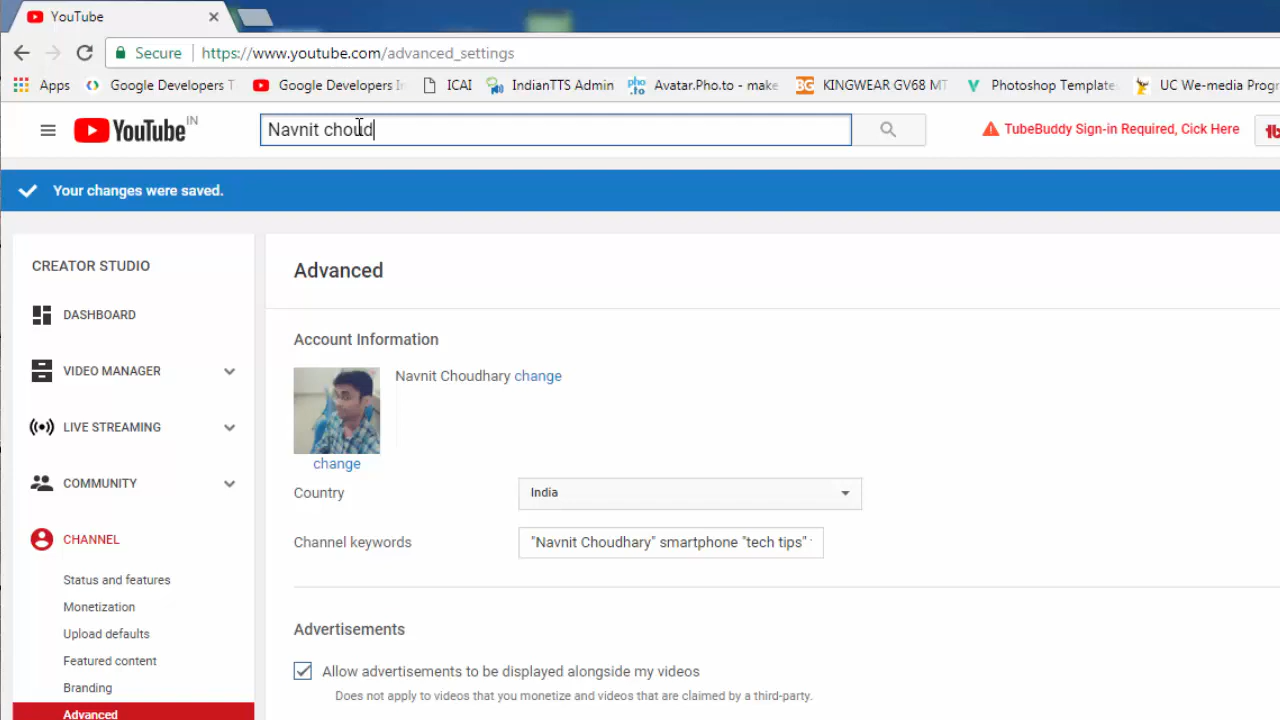 YouTube
Secure https://www.youtube.com/advanced_settings
Apps Google Developers T Google Developers In ICAI IndianTTS Admin Avatar.Pho.to - make KINGWEAR GV68 MT Photoshop Template UC We-media Progr
YouTube IN Navnit choud TubeBuddy Sign-in Required, Cick Here tb
Your changes were saved.
CREATOR STUDIO
DASHBOARD
VIDEO MANAGER
LIVE STREAMING
COMMUNITY
CHANNEL
Status and features
Monetization
Upload defaults
Featured content
Branding
Advanced
Advanced
Account Information
Navnit Choudhary change
change
Country India
Channel keywords "Navnit Choudhary" smartphone "tech tips"
Advertisements
Allow advertisements to be displayed alongside my videos
Does not apply to videos that you monetize and videos that are claimed by a third-party.